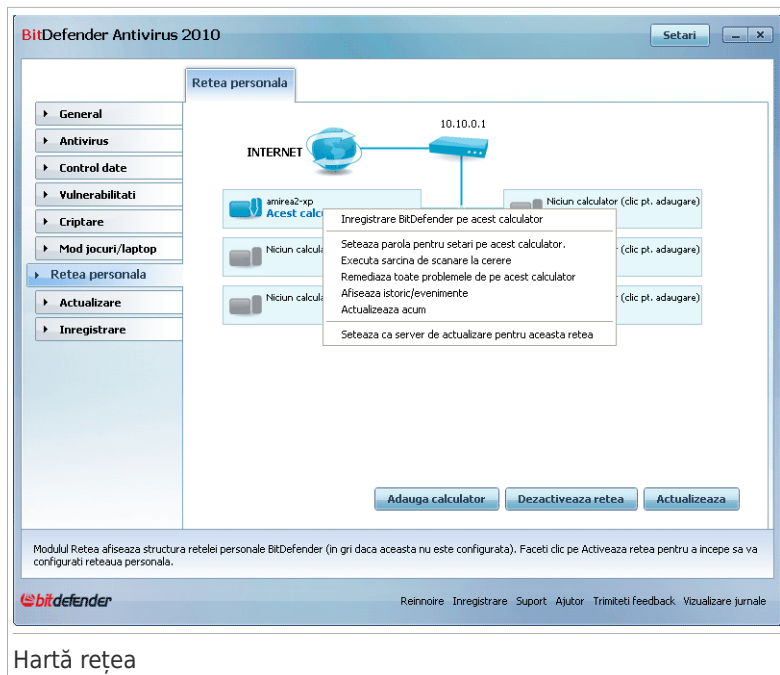 BitDefender Antivirus 2010
Setari
Retea personala
General
Antivirus
Control date
Vulnerabilitati
Criptare
Mod jocuri/laptop
Retea personala
Actualizare
Inregistrare
10.10.0.1
INTERNET
amirea2-xp
Acest calc
Niciun calculator (clic pt. adaugare)
Niciun calcula
(clic pt. adaugare)
Niciun calcula
(clic pt. adaugare)
Inregistrare BitDefender pe acest calculator
Seteaza parola pentru setari pe acest calculator.
Executa sarcina de scanare la cerere
Remediaza toate problemele de pe acest calculator
Afiseaza istoric/evenimente
Actualizeaza acum
Seteaza ca server de actualizare pentru aceasta retea
Adauga calculator
Dezactiveaza retea
Actualizeaza
Modulul Retea afiseaza structura retelei personale BitDefender (in gri daca aceasta nu este configurata). Faceti clic pe Activeaza retea pentru a incepe sa va
configurati reteaua personala.
bitdefender
Reinnoire Inregistrare Suport Ajutor Trimiteti feedback Vizualizare jurnale
Hartă rețea